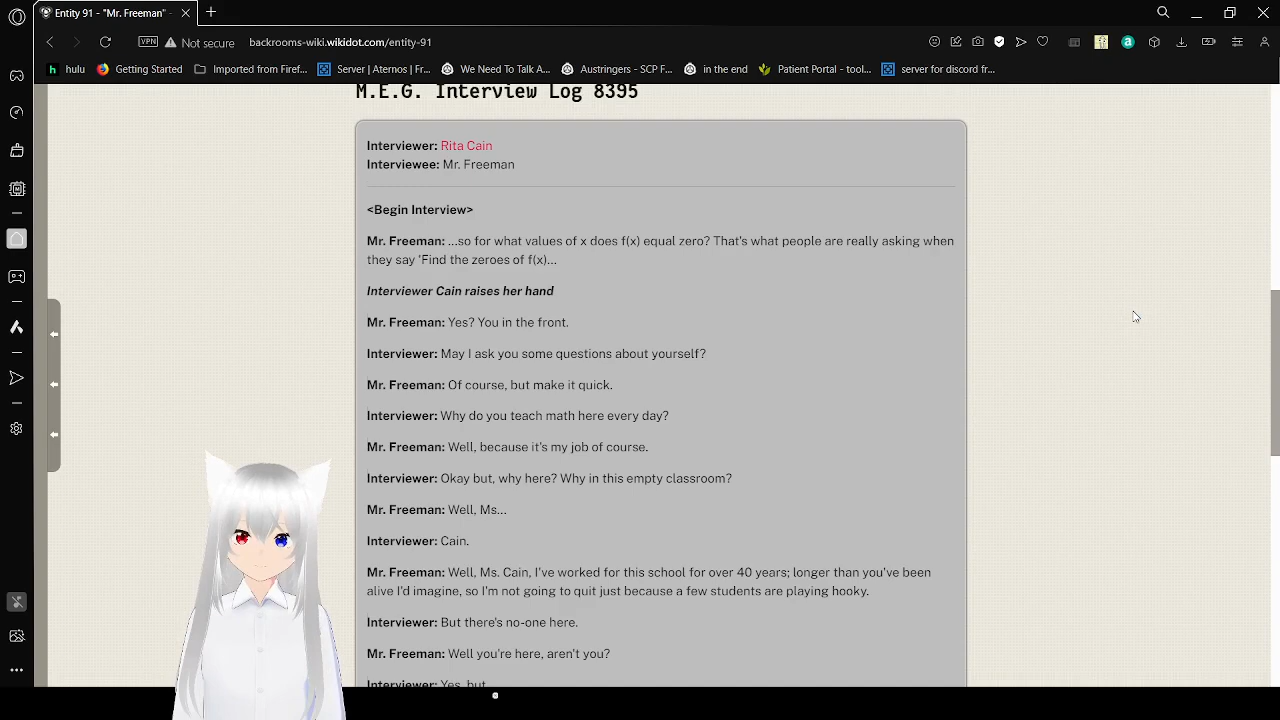 Entity 91 - "Mr. Freeman" -
VPN
Not secure
backrooms-wiki.wikidot.com/entity-91
hulu
Getting Started
Imported from Firef...
Server | Aternos | Fr...
We Need To Talk A...
Austringers - SCP F...
in the end
Patient Portal - tool...
server for discord fr...
M.E.G. Interview Log 8395
Interviewer: Rita Cain
Interviewee: Mr. Freeman
<Begin Interview>
Mr. Freeman: ...so for what values of x does f(x) equal zero? That's what people are really asking when
they say 'Find the zeroes of f(x)...
Interviewer Cain raises her hand
Mr. Freeman: Yes? You in the front.
Interviewer: May I ask you some questions about yourself?
Mr. Freeman: Of course, but make it quick.
Interviewer: Why do you teach math here every day?
Mr. Freeman: Well, because it's my job of course.
Interviewer: Okay but, why here? Why in this empty classroom?
Mr. Freeman: Well, Ms...
Interviewer: Cain.
Mr. Freeman: Well, Ms. Cain, I've worked for this school for over 40 years; longer than you've been
alive I'd imagine, so I'm not going to quit just because a few students are playing hooky.
Interviewer: But there's no-one here.
Mr. Freeman: Well you're here, aren't you?
Interviewer: Yes, but